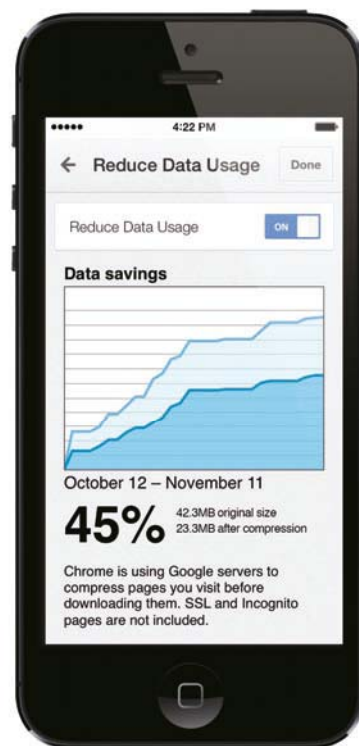 4:22 PM
Reduce Data Usage
Done
Reduce Data Usage
ON
Data savings
October 12 – November 11
45%
42.3MB original size
23.3MB after compression
Chrome is using Google servers to
compress pages you visit before
downloading them. SSL and Incognito
pages are not included.